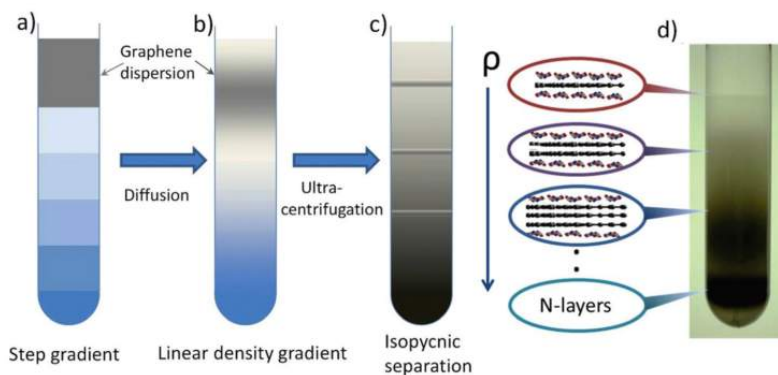 a)
Graphene
dispersion
b)
c)
ρ
d)
Diffusion
Ultra-
centrifugation
N-layers
Step gradient
Linear density gradient
Isopycnic
separation